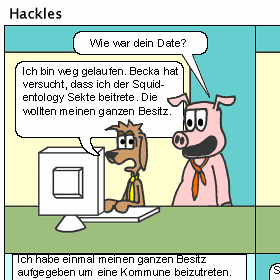 Hackles
Wie war dein Date?
Ich bin weg gelaufen. Becka hat
versucht, dass ich der Squid-
entology Sekte beitrete. Die
wollten meinen ganzen Besitz.
Ich habe einmal meinen ganzen Besitz
aufgegeben um eine Kommune beizutreten.